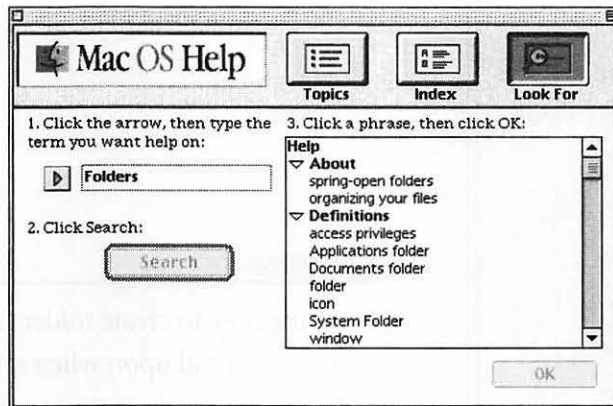 Mac OS Help
Topics
Index
Look For
1. Click the arrow, then type the
term you want help on:
Folders
2. Click Search:
Search
3. Click a phrase, then click OK:
Help
About
spring-open folders
organizing your files
Definitions
access privileges
Applications folder
Documents folder
folder
icon
System Folder
window
OK